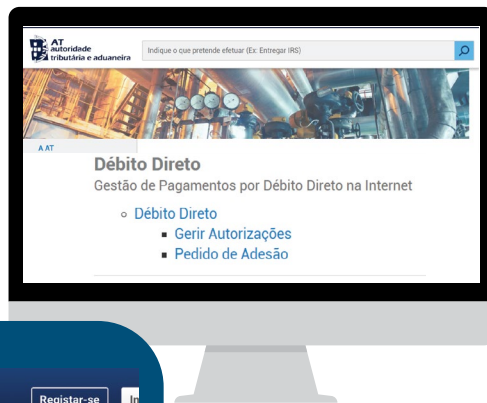 AT
autoridade
tributária e aduaneira
Indique o que pretende efetuar (Ex: Entregar IRS)
A AT
Débito Direto
Gestão de Pagamentos por Débito Direto na Internet
Débito Direto
Gerir Autorizações
Pedido de Adesão
Registar-se